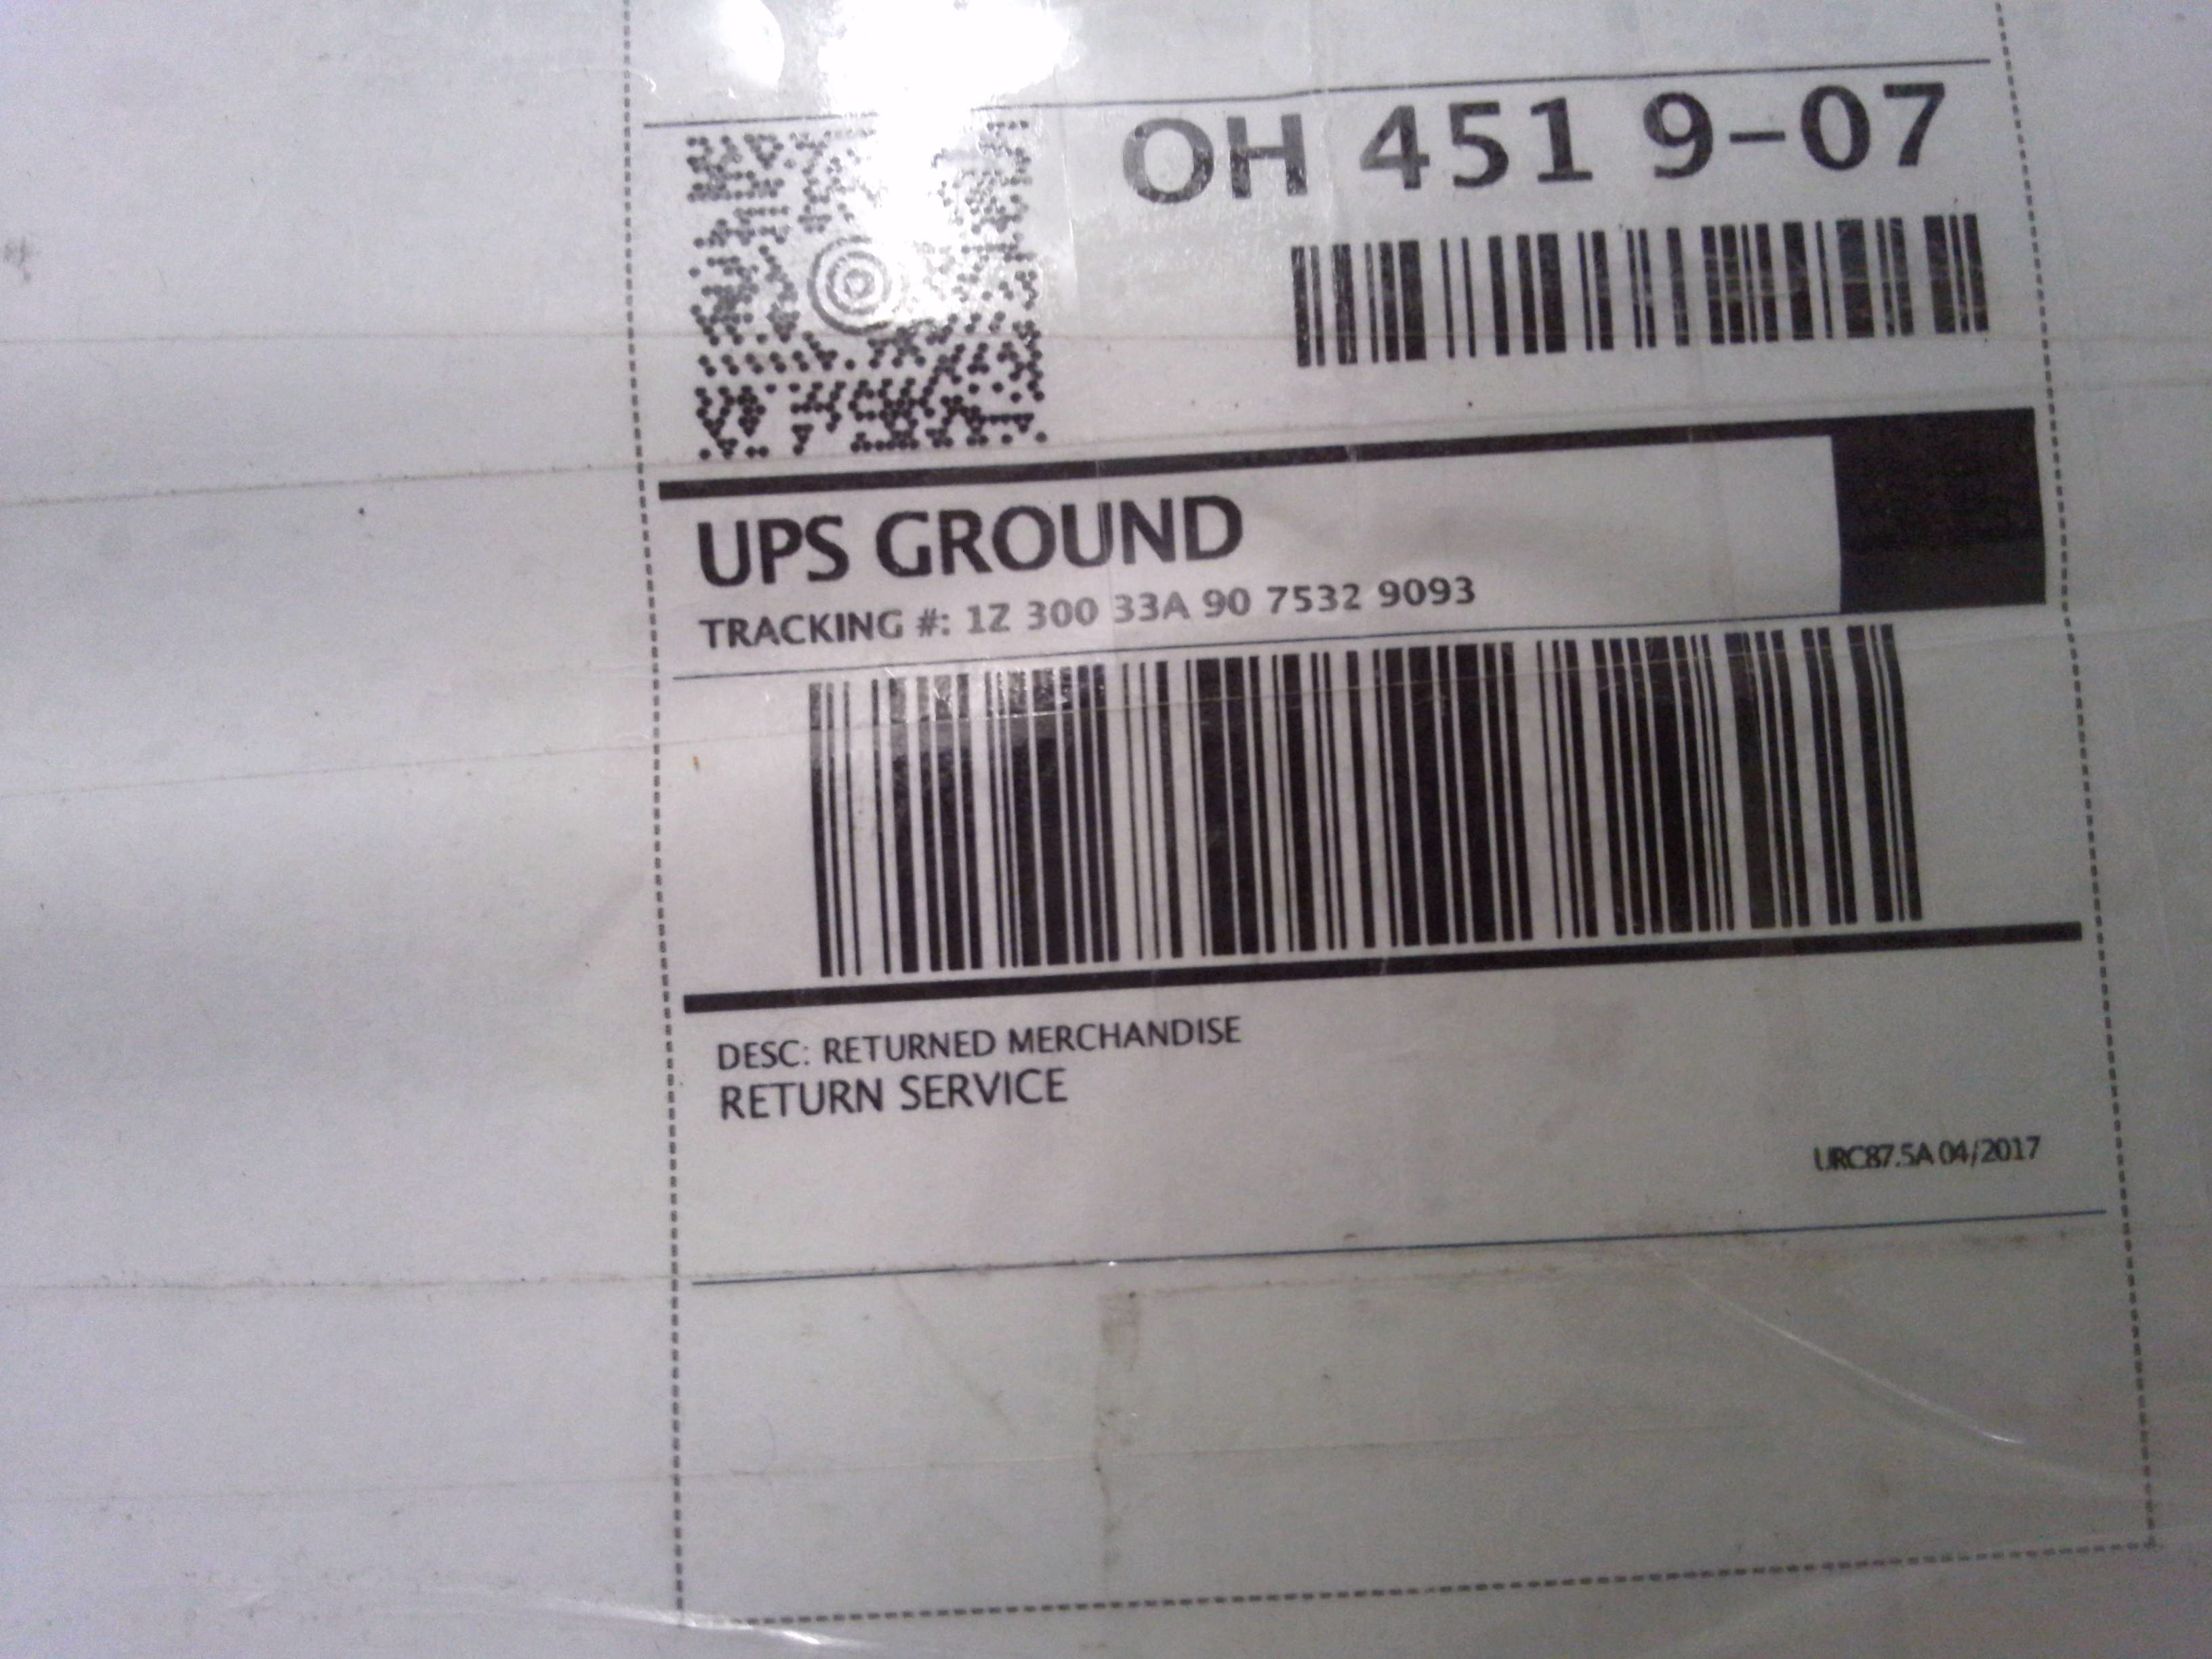 OH 451 9-07
UPS GROUND
TRACKING #: 1Z 300 33A 90 7532 9093
DESC: RETURNED MERCHANDISE
RETURN SERVICE
URC87.5A 04/2017